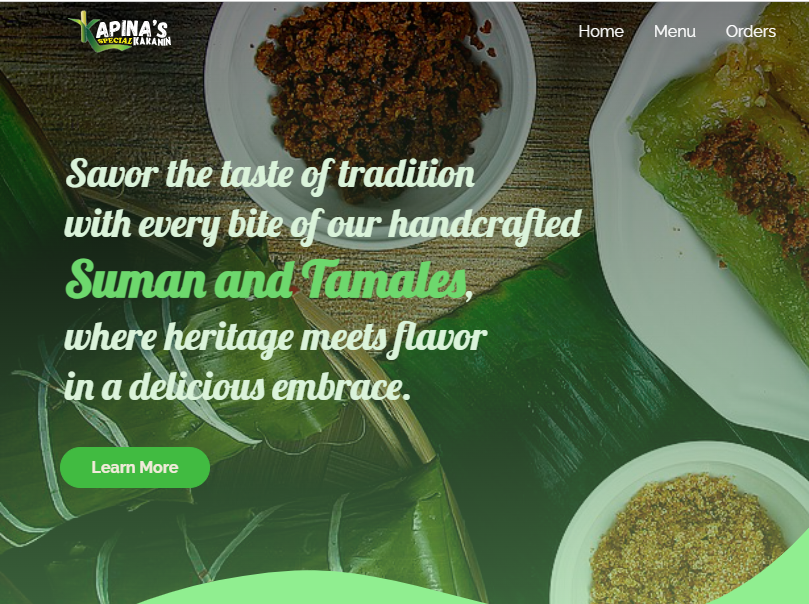 KAPINA'S
SPECIAL KAKANIN
Home Menu Orders
Savor the taste of tradition
with every bite of our handcrafted
Suman and Tamales,
where heritage meets flavor
in a delicious embrace.
Learn More